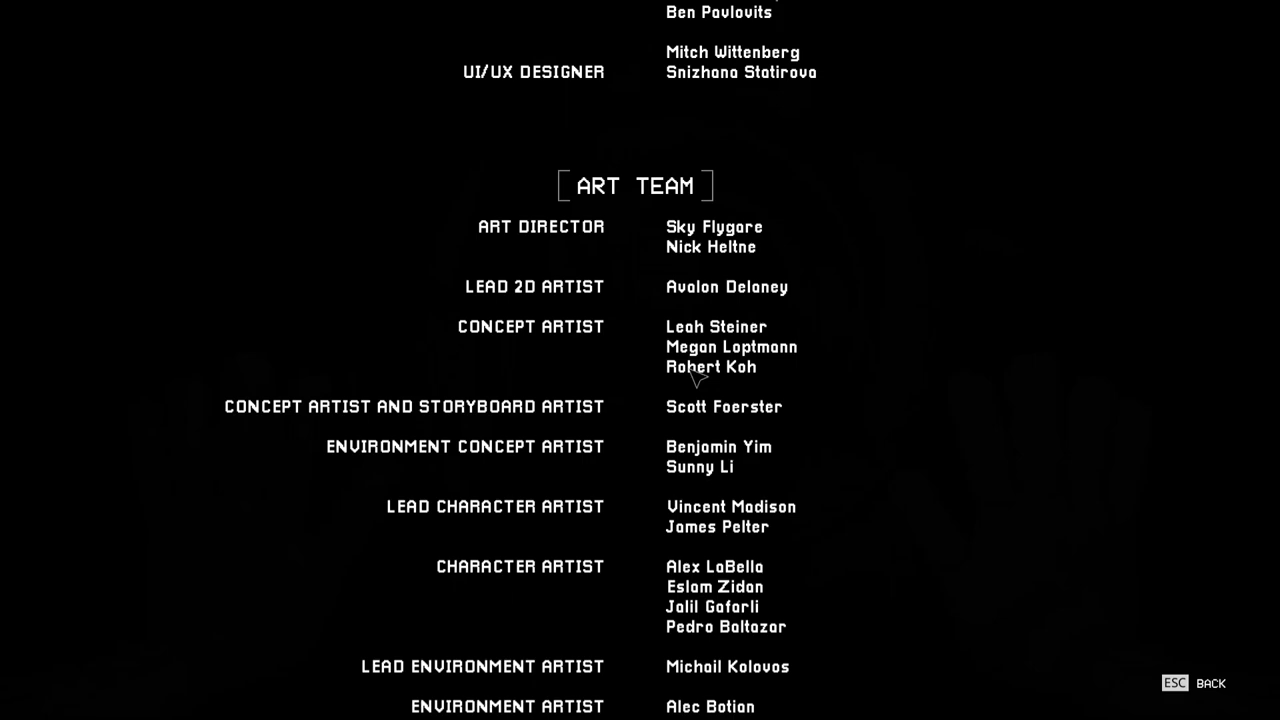 Ben Pavlovits
Mitch Wittenberg
UI/UX DESIGNER Snizhana Statirova
[ART TEAM]
ART DIRECTOR Sky Flygare
Nick Heltne
LEAD 2D ARTIST Avalon Delaney
CONCEPT ARTIST Leah Steiner
Megan Loptmann
Robert Koh
CONCEPT ARTIST AND STORYBOARD ARTIST Scott Foerster
ENVIRONMENT CONCEPT ARTIST Benjamin Yim
Sunny Li
LEAD CHARACTER ARTIST Vincent Madison
James Pelter
CHARACTER ARTIST Alex LaBella
Eslam Zidan
Jalil Gafarli
Pedro Baltazar
LEAD ENVIRONMENT ARTIST Michail Kolovos
ENVIRONMENT ARTIST Alec Botian
ESC BACK